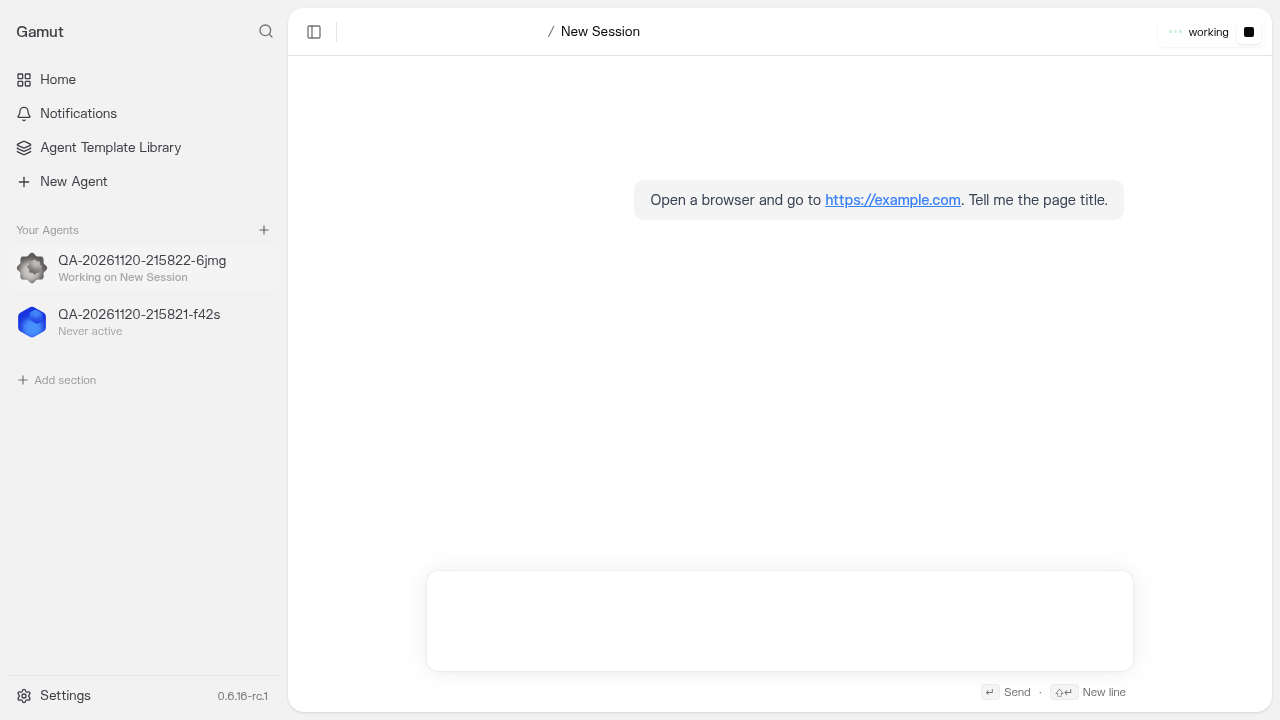 Gamut
Home
Notifications
Agent Template Library
New Agent
Your Agents
QA-20261120-215822-6jmg
Working on New Session
QA-20261120-215821-f42s
Never active
Add section
Settings
0.6.16-rc.1
/ New Session
working
Open a browser and go to https://example.com. Tell me the page title.
Send · New line